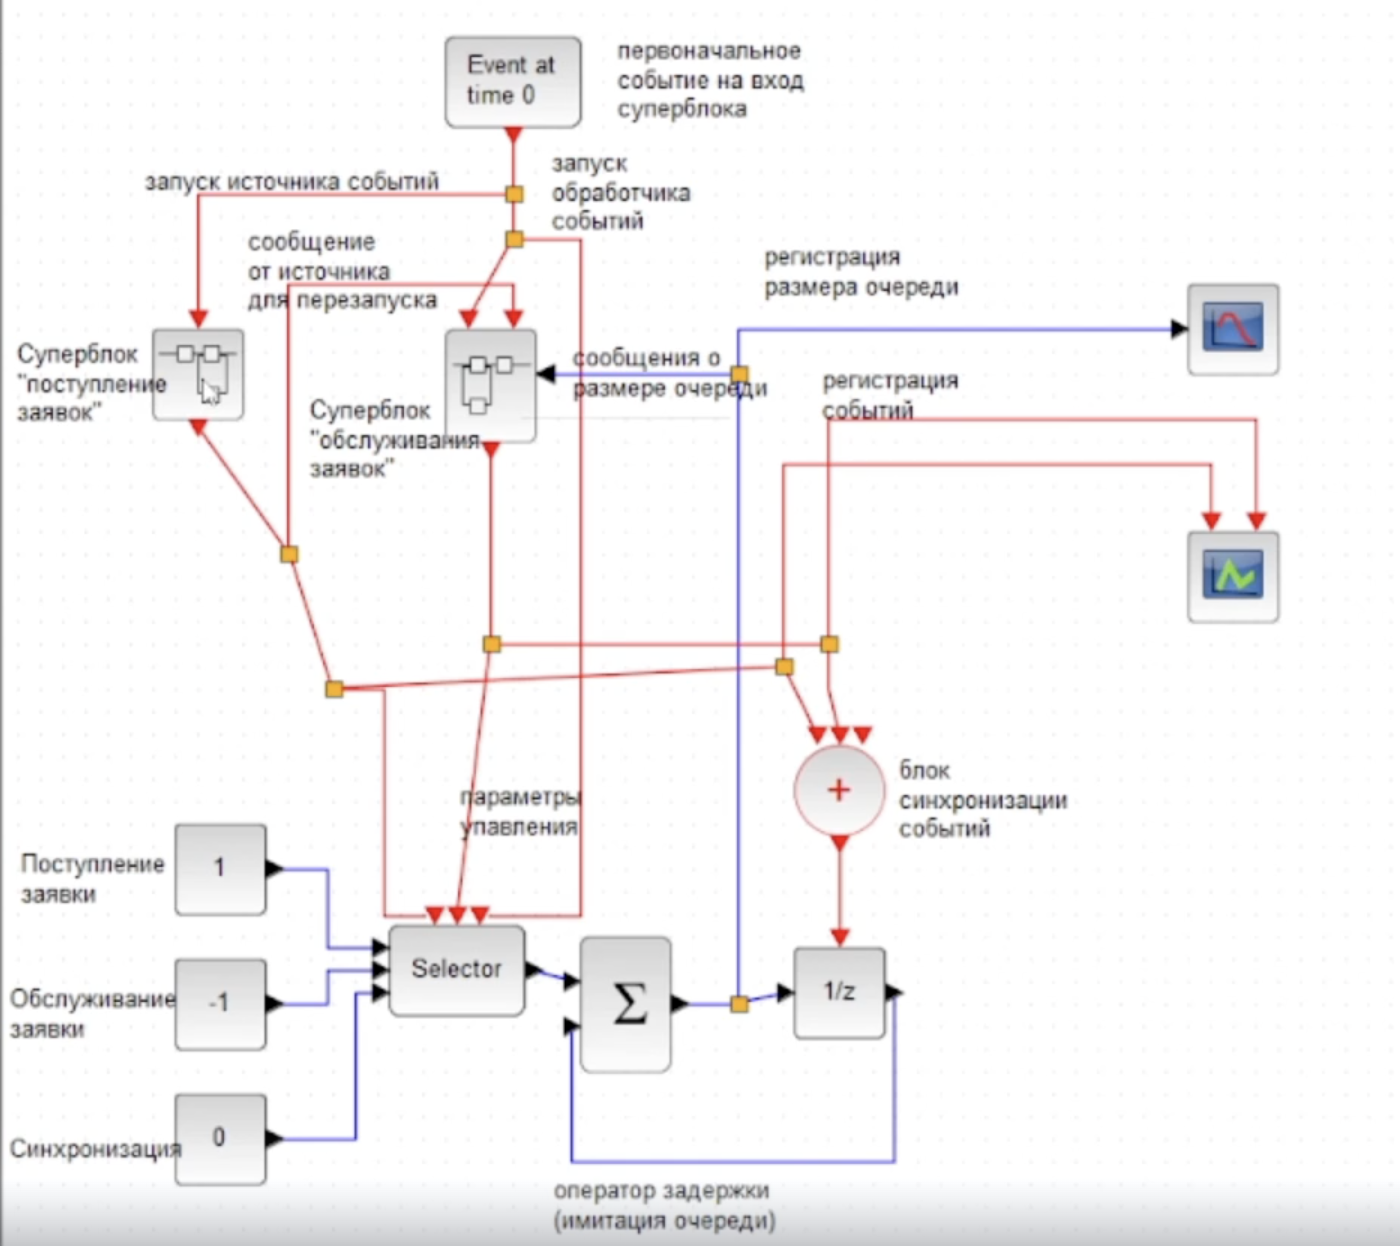 Event at
time 0
первоначальное
событие на вход
суперблока
запуск источника событий
запуск
обработчика
событий
сообщение
от источника
для перезапуска
регистрация
размера очереди
Суперблок
"поступление
заявок"
сообщения о
размере очереди
регистрация
событий
Суперблок
"обслуживания
заявок"
параметры
упавления
+
блок
синхронизации
событий
Поступление
заявки
1
Selector
Обслуживание
заявки
-1
Σ
1/z
Синхронизация
0
оператор задержки
(имитация очереди)